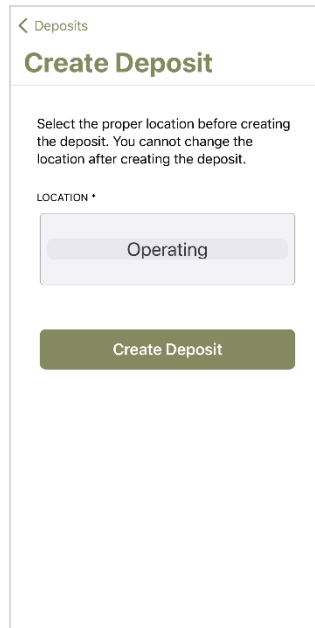 Deposits
Create Deposit
Select the proper location before creating
the deposit. You cannot change the
location after creating the deposit.
LOCATION *
Operating
Create Deposit